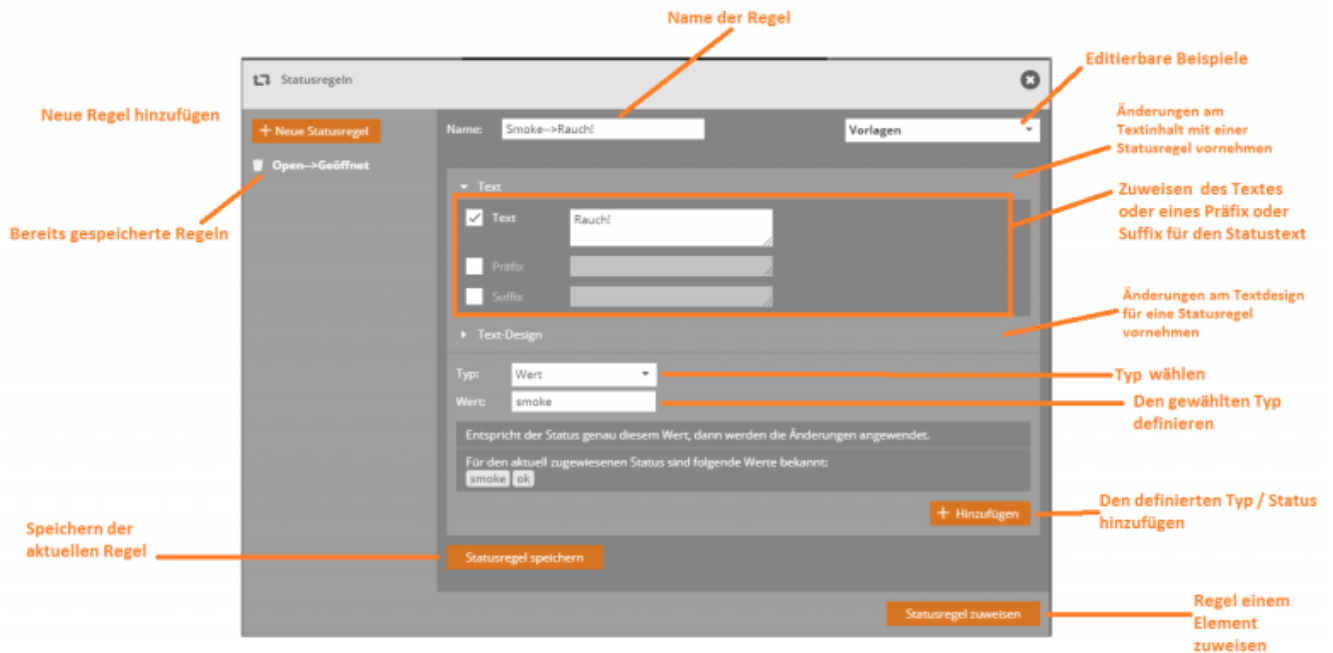 Name der Regel
Editierbare Beispiele
Statusregeln
Neue Regel hinzufügen
+ Neue Statusregel
Name:
Smoke-->Rauch!
Vorlagen
Änderungen am
Textinhalt mit einer
Statusregel vornehmen
Open-->Geöffnet
Bereits gespeicherte Regeln
Text
Text
Rauch!
Präfix
Suffix
Zuweisen des Textes
oder eines Präfix oder
Suffix für den Statustext
Text-Design
Änderungen am Textdesign
für eine Statusregel
vornehmen
Typ:
Wert
Typ wählen
Wert:
smoke
Den gewählten Typ
definieren
Entspricht der Status genau diesem Wert, dann werden die Änderungen angewendet.
Für den aktuell zugewiesenen Status sind folgende Werte bekannt:
smoke ok
+ Hinzufügen
Den definierten Typ / Status
hinzufügen
Speichern der
aktuellen Regel
Statusregel speichern
Statusregel zuweisen
Regel einem
Element
zuweisen